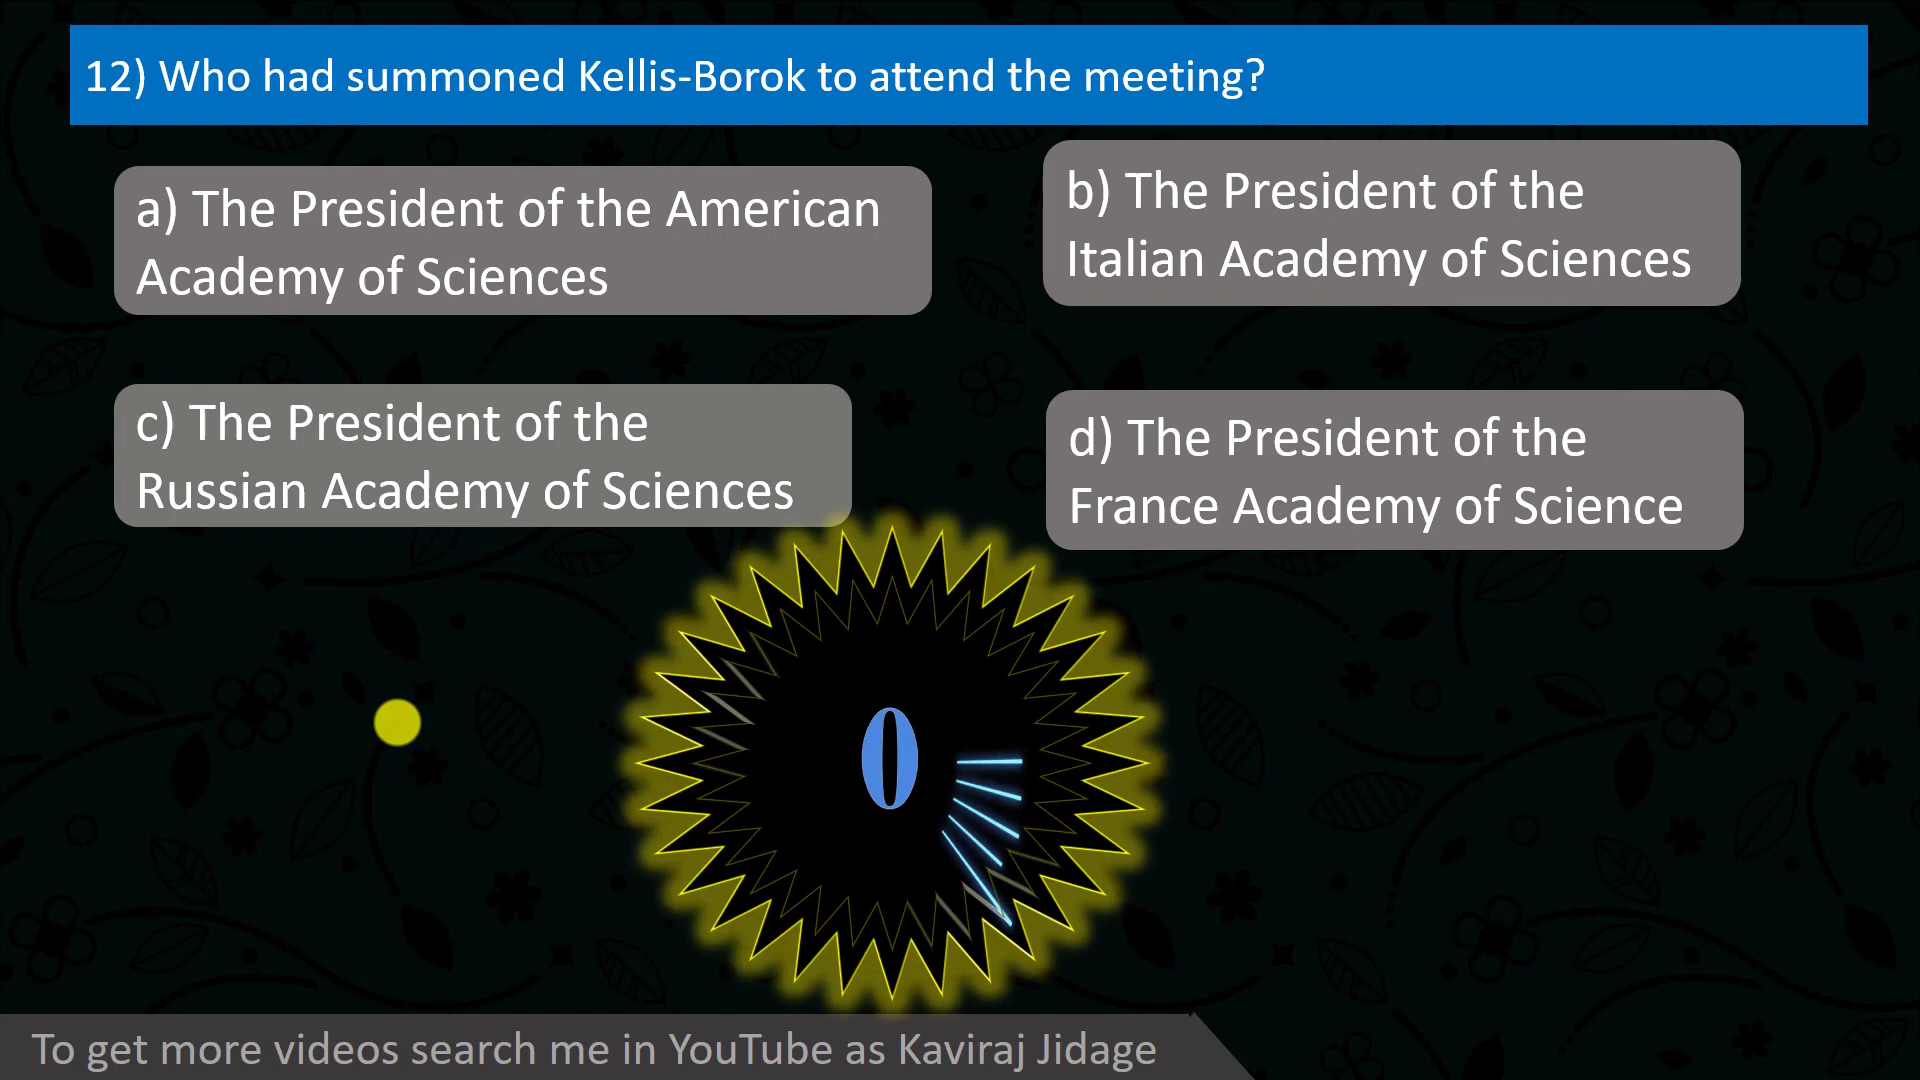 12) Who had summoned Kellis-Borok to attend the meeting?
a) The President of the American
Academy of Sciences
b) The President of the
Italian Academy of Sciences
c) The President of the
Russian Academy of Sciences
d) The President of the
France Academy of Science
0
To get more videos search me in YouTube as Kaviraj Jidage